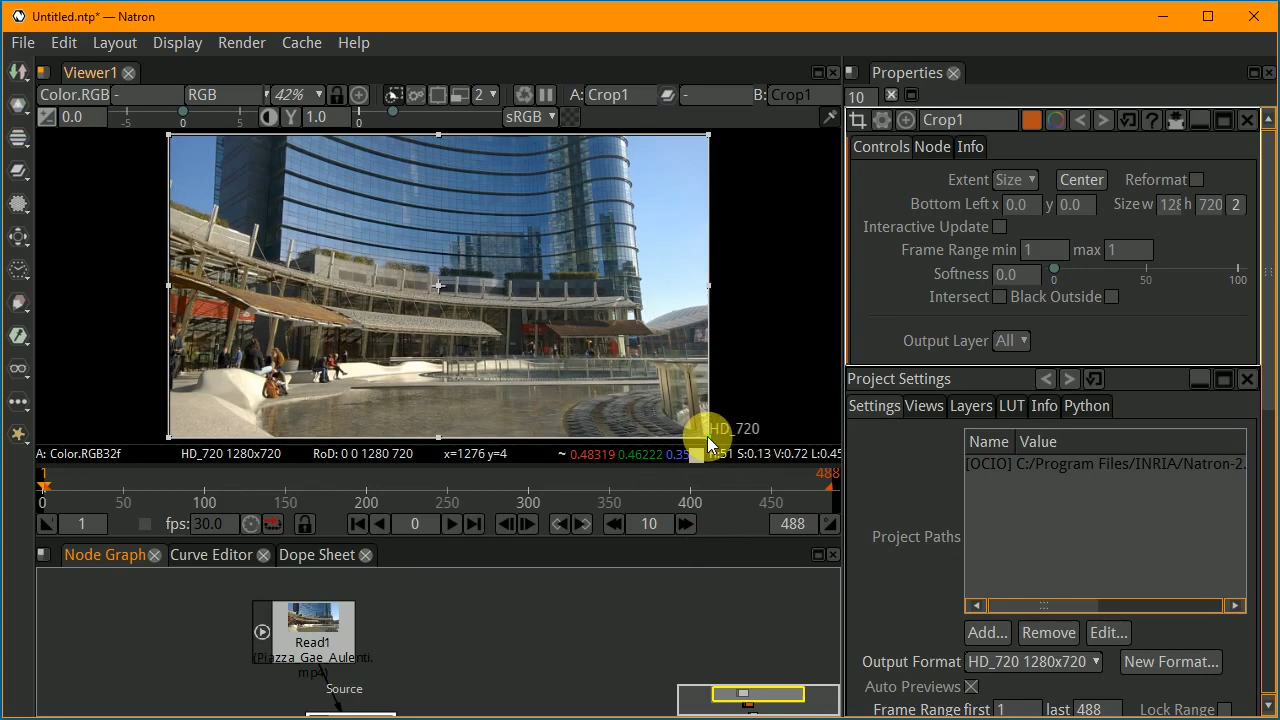 Untitled.ntp* — Natron
File Edit Layout Display Render Cache Help
Viewer1
Color.RGB - RGB 42% 2 A: Crop1 - B: Crop1
0.0 -5 0 5 Y 1.0 0 sRGB
HD_720
A: Color.RGB32f HD_720 1280x720 RoD: 0 0 1280 720 x=1276 y=4 ~ 0.48319 0.46222 S:0.13 V:0.72
1 488
0 50 100 150 200 250 300 350 400 450
1 fps: 30.0 0 10 488
Node Graph Curve Editor Dope Sheet
Read1
(Piazza_Gae_Aulenti.
mp4)
Source
Properties
10
Crop1
Controls Node Info
Extent Size Center Reformat
Bottom Left x 0.0 y 0.0 Size w 128 h 720 2
Interactive Update
Frame Range min 1 max 1
Softness 0.0 0 50 100
Intersect Black Outside
Output Layer All
Project Settings
Settings Views Layers LUT Info Python
Name Value
[OCIO] C:/Program Files/INRIA/Natron-2.
Project Paths
Add... Remove Edit...
Output Format HD_720 1280x720 New Format...
Auto Previews
Frame Range first 1 last 488 Lock Range